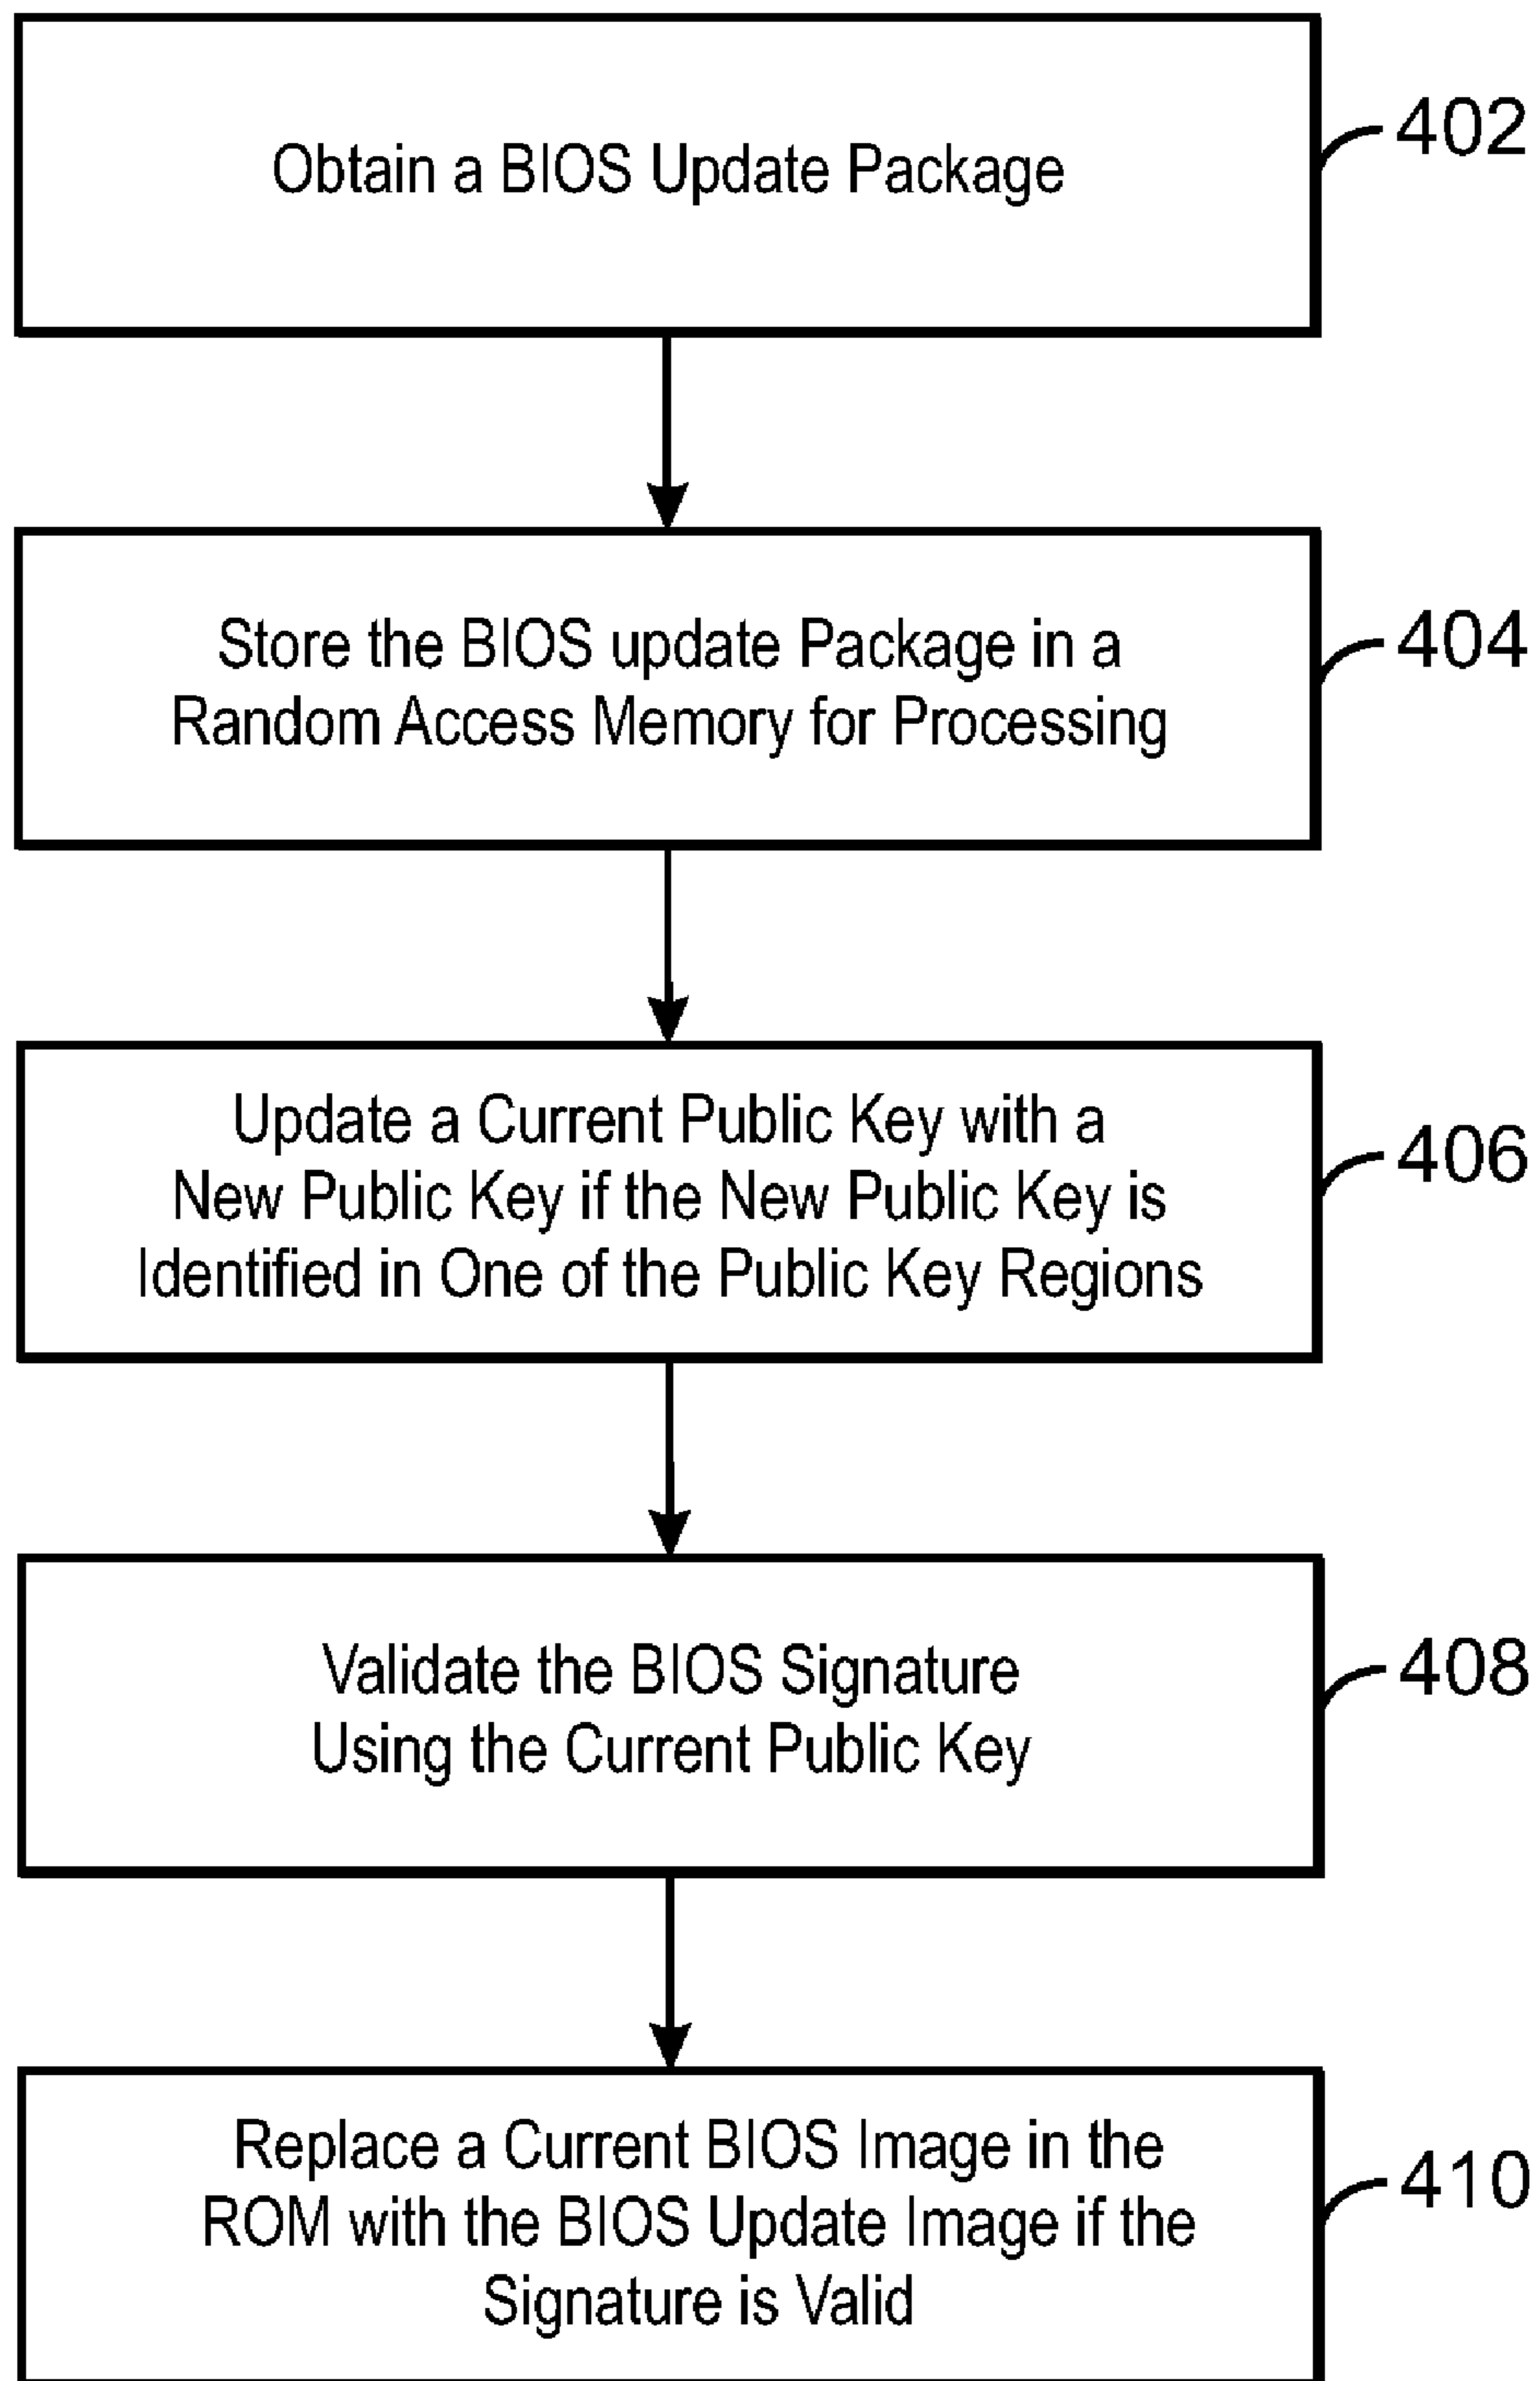 Obtain a BIOS Update Package
402
Store the BIOS update Package in a
Random Access Memory for Processing
404
Update a Current Public Key with a
New Public Key if the New Public Key is
Identified in One of the Public Key Regions
406
Validate the BIOS Signature
Using the Current Public Key
408
Replace a Current BIOS Image in the
ROM with the BIOS Update Image if the
Signature is Valid
410